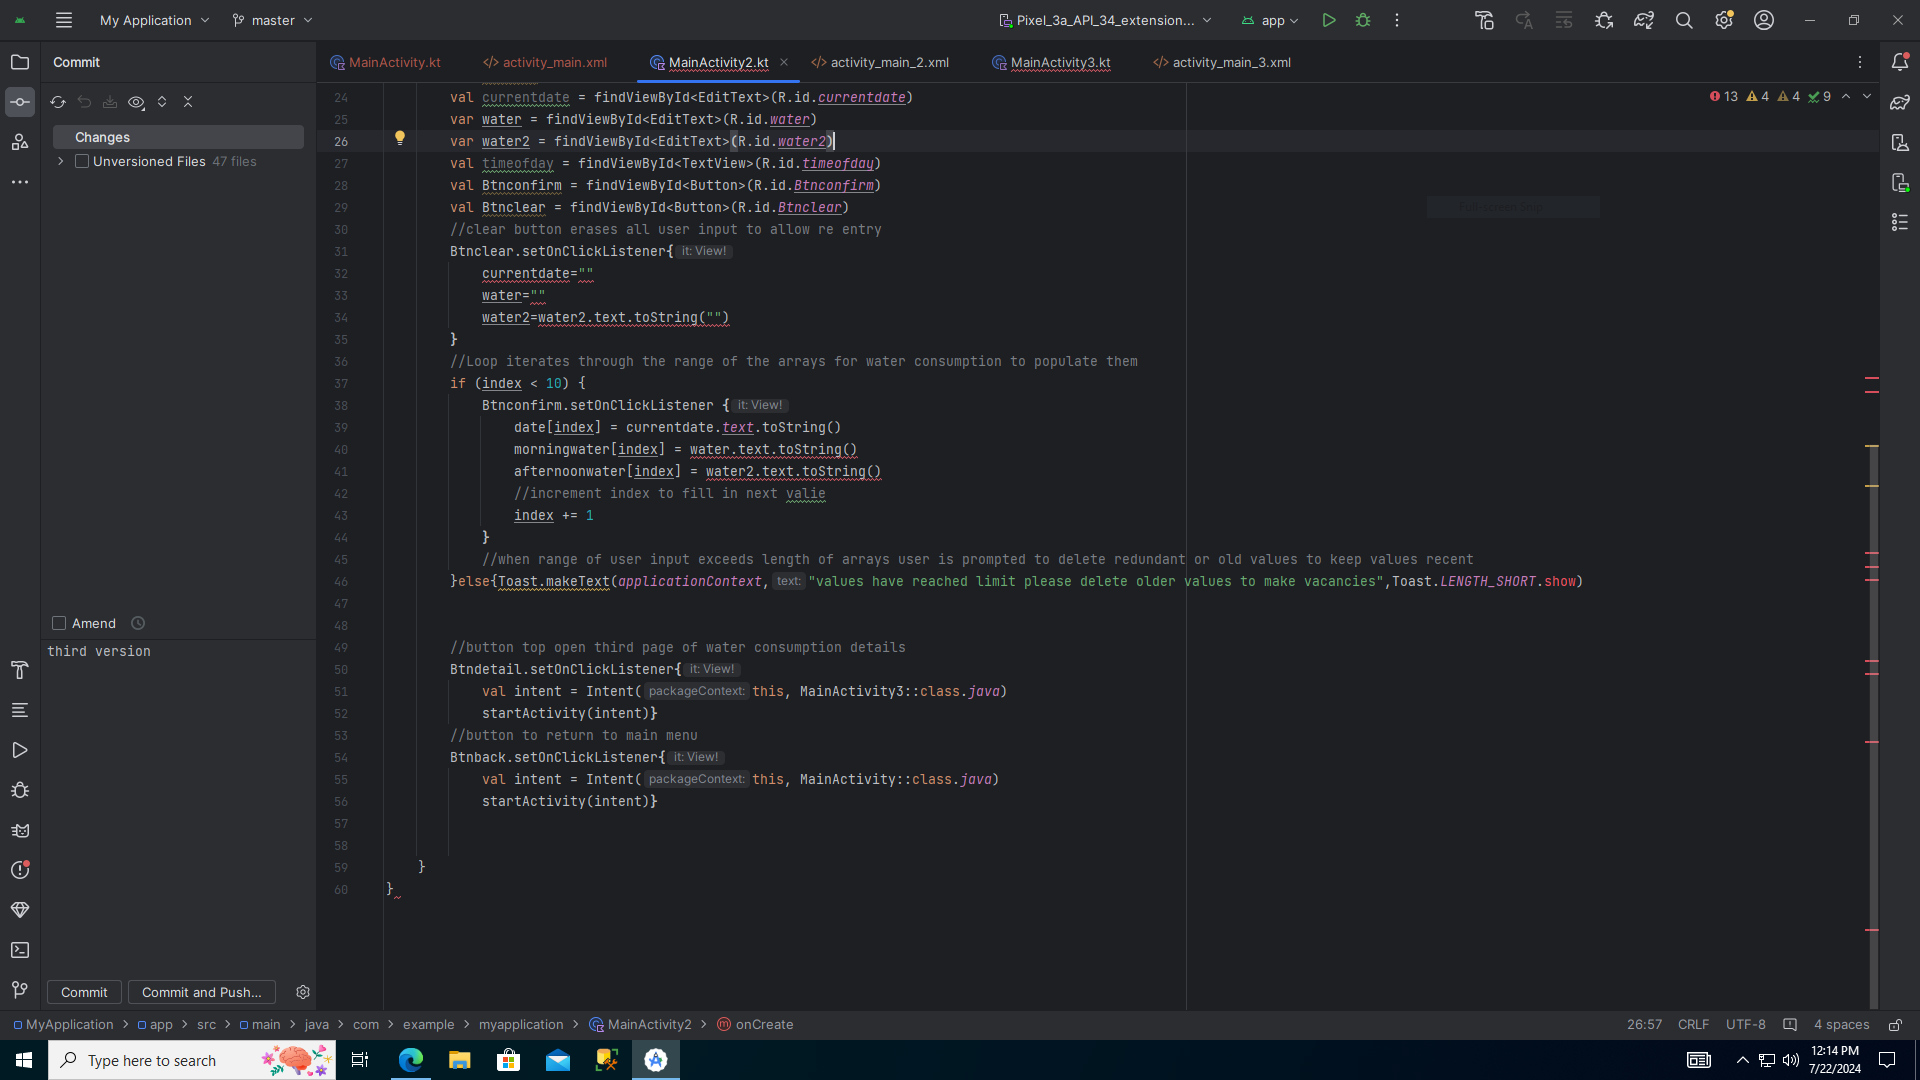 My Application
master
Pixel_3a_API_34_extension...
app
Commit
MainActivity.kt
activity_main.xml
MainActivity2.kt
activity_main_2.xml
MainActivity3.kt
activity_main_3.xml
13 4 4 9
Changes
Unversioned Files 47 files
24 val currentdate = findViewById<EditText>(R.id.currentdate)
25 var water = findViewById<EditText>(R.id.water)
26 var water2 = findViewById<EditText>(R.id.water2)
27 val timeofday = findViewById<TextView>(R.id.timeofday)
28 val Btnconfirm = findViewById<Button>(R.id.Btnconfirm)
29 val Btnclear = findViewById<Button>(R.id.Btnclear)
30 //clear button erases all user input to allow re entry
31 Btnclear.setOnClickListener{ it: View!
32 currentdate=""
33 water=""
34 water2=water2.text.toString("")
35 }
36 //Loop iterates through the range of the arrays for water consumption to populate them
37 if (index < 10) {
38 Btnconfirm.setOnClickListener { it: View!
39 date[index] = currentdate.text.toString()
40 morningwater[index] = water.text.toString()
41 afternoonwater[index] = water2.text.toString()
42 //increment index to fill in next valie
43 index += 1
44 }
45 //when range of user input exceeds length of arrays user is prompted to delete redundant or old values to keep values recent
46 }else{Toast.makeText(applicationContext, text: "values have reached limit please delete older values to make vacancies",Toast.LENGTH_SHORT.show)
47
48
49 //button top open third page of water consumption details
50 Btndetail.setOnClickListener{ it: View!
51 val intent = Intent( packageContext: this, MainActivity3::class.java)
52 startActivity(intent)}
53 //button to return to main menu
54 Btnback.setOnClickListener{ it: View!
55 val intent = Intent( packageContext: this, MainActivity::class.java)
56 startActivity(intent)}
57
58
59 }
60 }
Amend
third version
Commit
Commit and Push...
MyApplication > app > src > main > java > com > example > myapplication > MainActivity2 > onCreate
26:57 CRLF UTF-8 4 spaces
Type here to search
12:14 PM
7/22/2024